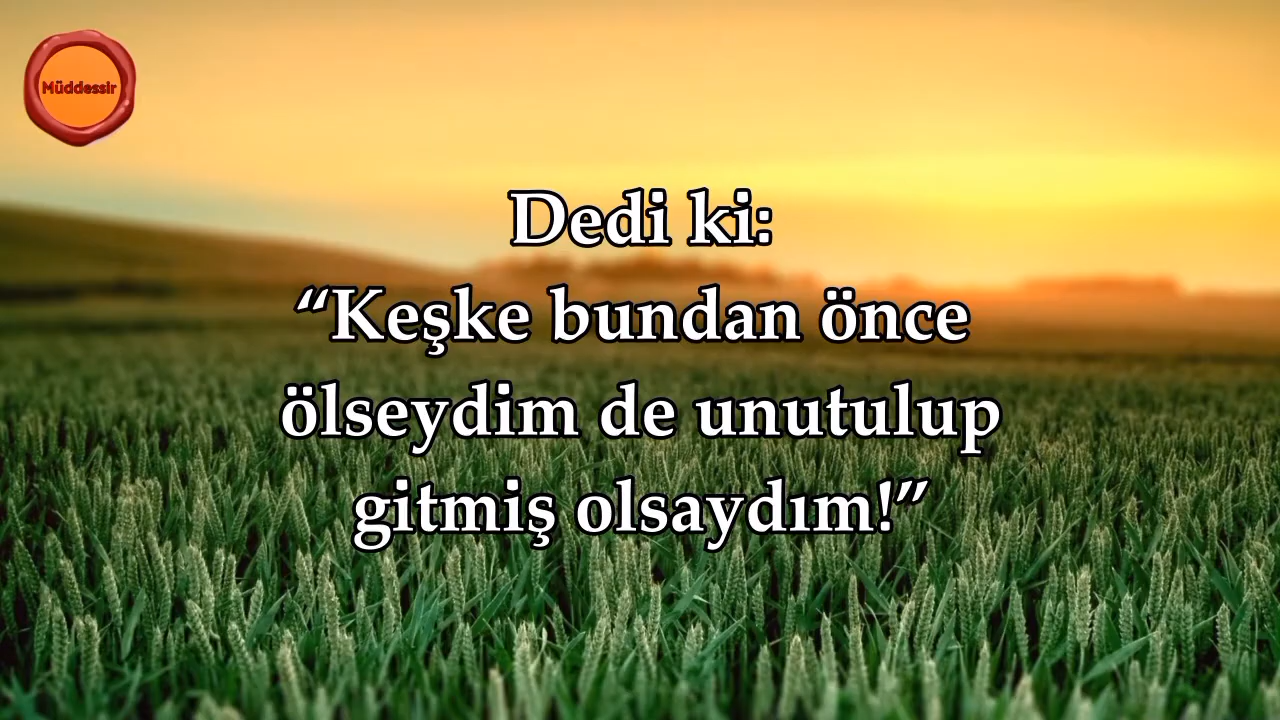 Müddessir
Dedi ki:
“Keşke bundan önce
ölseydim de unutulup
gitmiş olsaydım!”